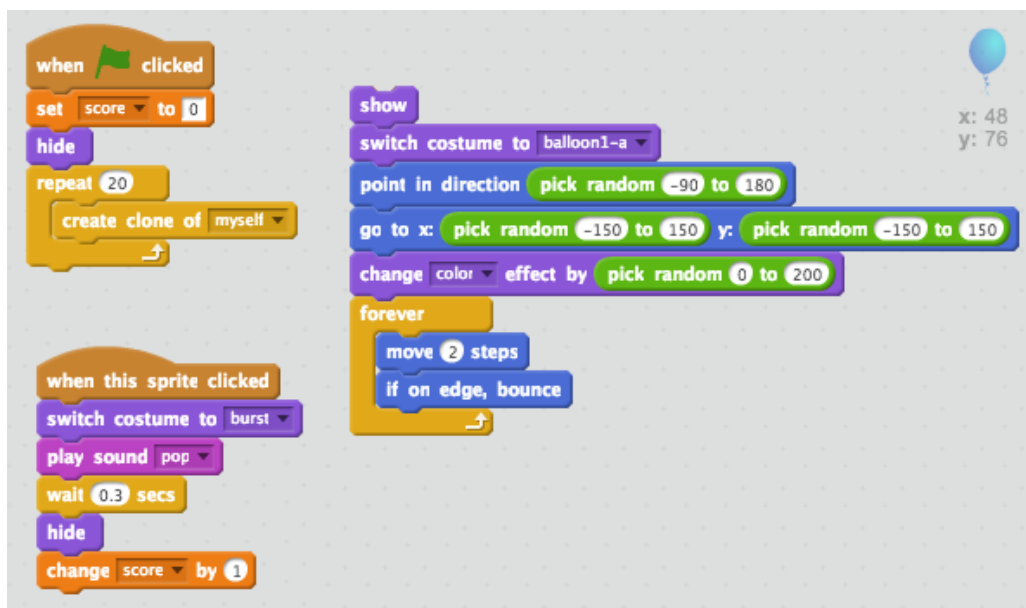 when clicked
set score to 0
hide
repeat 20
create clone of myself
when this sprite clicked
switch costume to burst
play sound pop
wait 0.3 secs
hide
change score by 1
show
switch costume to balloon1-a
point in direction pick random -90 to 180
go to x: pick random -150 to 150 y: pick random -150 to 150
change color effect by pick random 0 to 200
forever
move 2 steps
if on edge, bounce
x: 48
y: 76